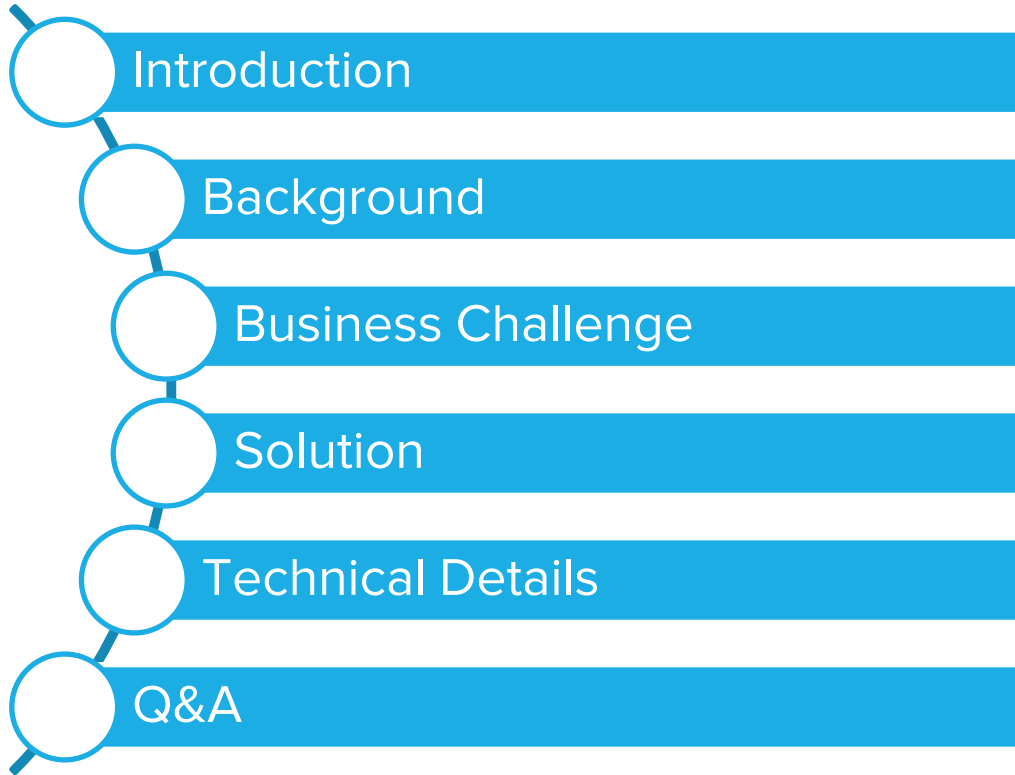 Introduction
Background
Business Challenge
Solution
Technical Details
Q&A